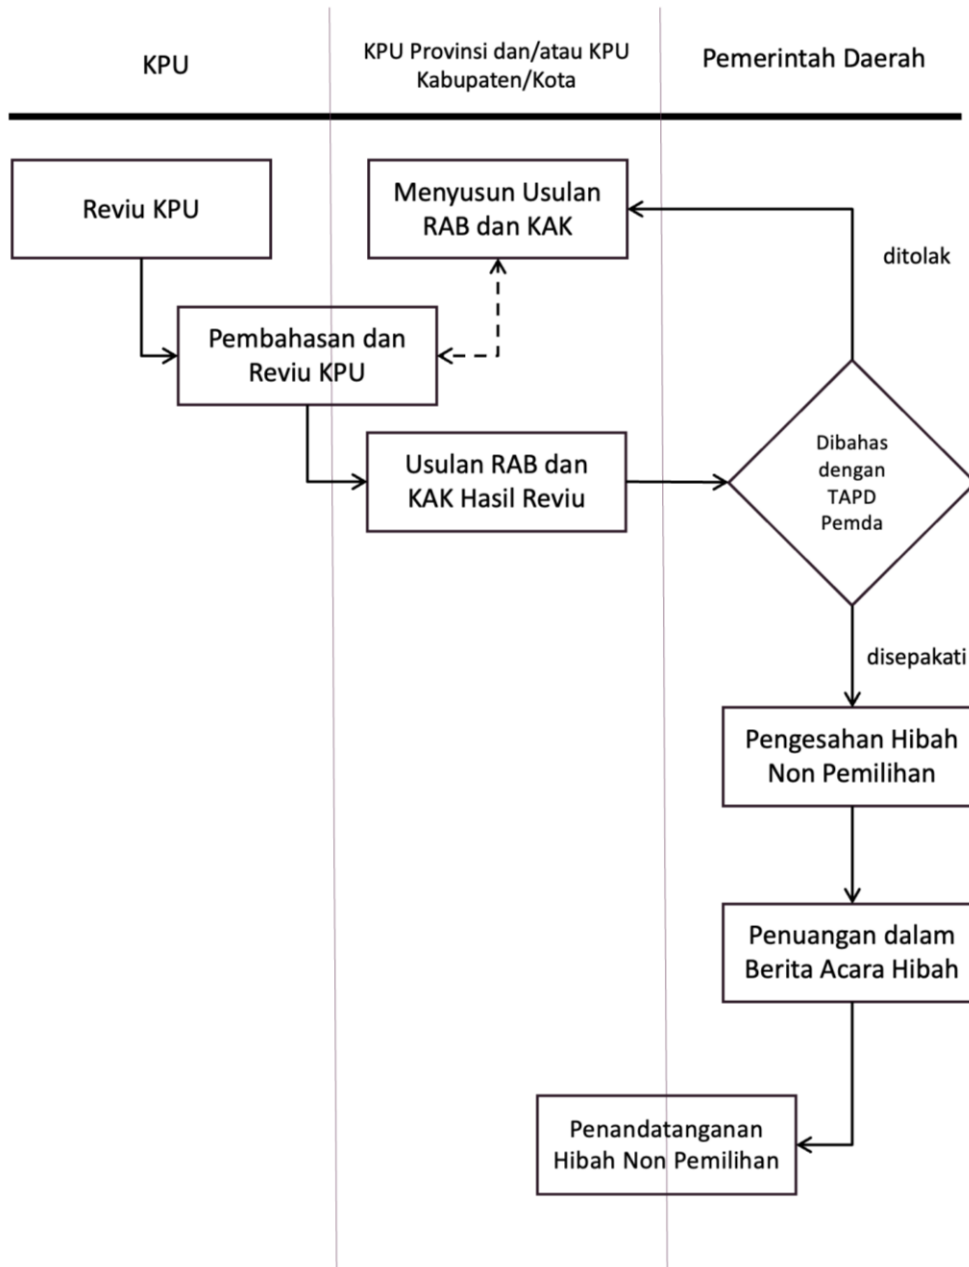 KPU
KPU Provinsi dan/atau KPU
Kabupaten/Kota
Pemerintah Daerah
Reviu KPU
Menyusun Usulan
RAB dan KAK
ditolak
Pembahasan dan
Reviu KPU
Usulan RAB dan
KAK Hasil Reviu
Dibahas
dengan
TAPD
Pemda
disepakati
Pengesahan Hibah
Non Pemilihan
Penuangan dalam
Berita Acara Hibah
Penandatanganan
Hibah Non Pemilihan